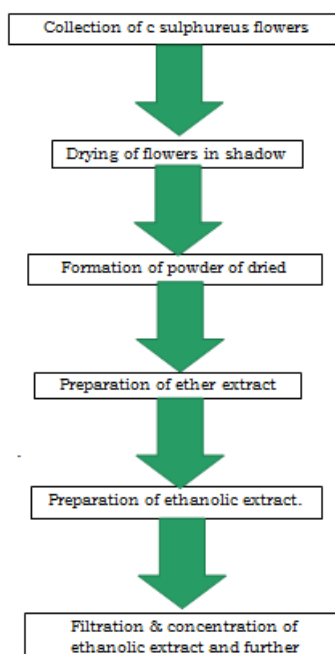 Collection of c sulphureus flowers
Drying of flowers in shadow
Formation of powder of dried
Preparation of ether extract
Preparation of ethanolic extract.
Filtration & concentration of
ethanolic extract and further